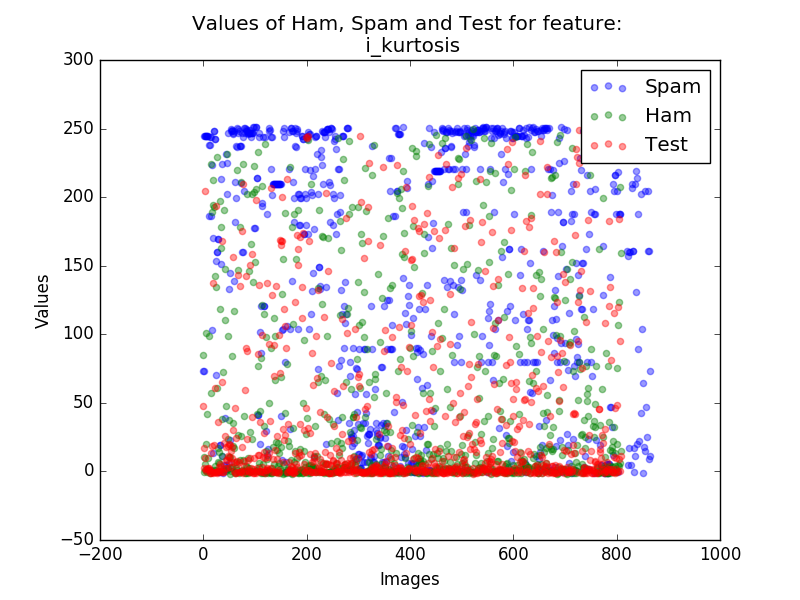 Values of Ham, Spam and Test for feature:
i_kurtosis
300
Spam
Ham
Test
250
200
150
Values
100
50
0
−50
−200
0
200
400
600
800
1000
Images